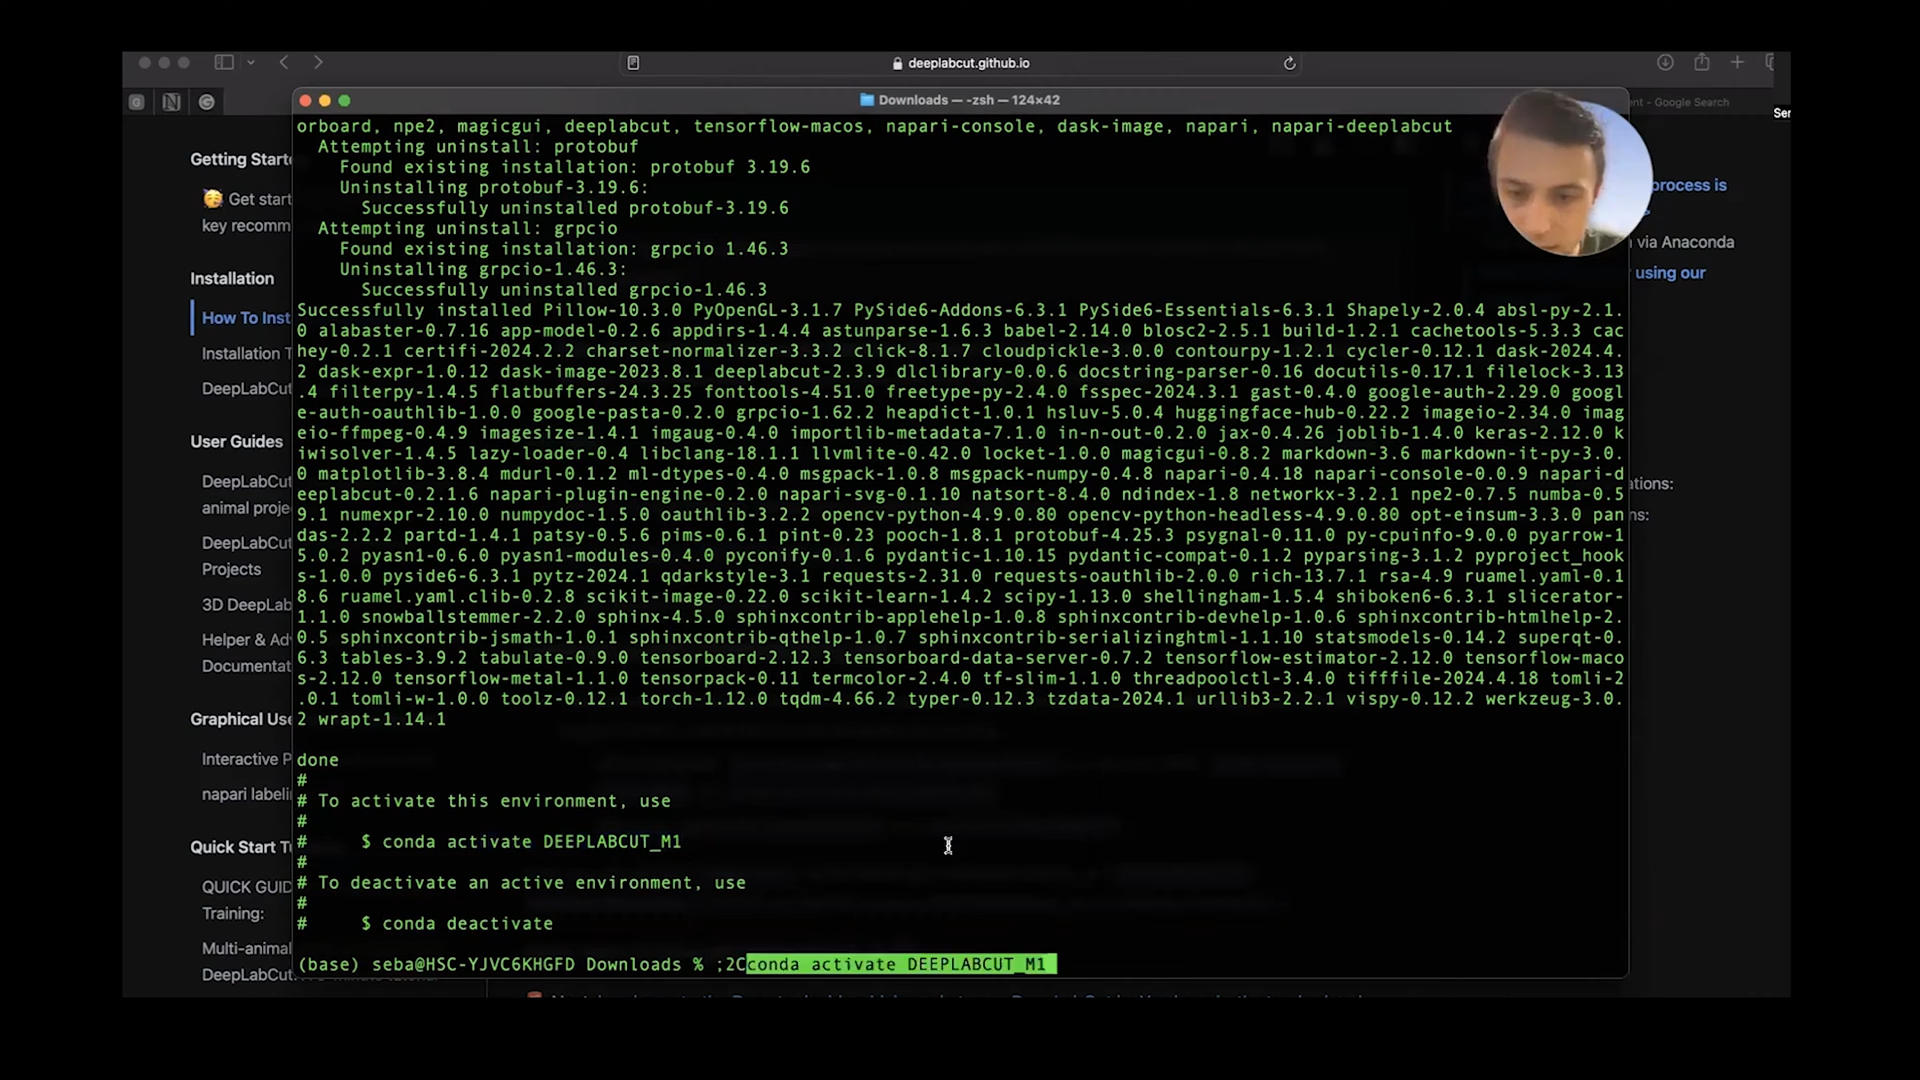 deeplabcut.github.io
Downloads — -zsh — 124×42
ent - Google Search
Ser
orboard, npe2, magicgui, deeplabcut, tensorflow-macos, napari-console, dask-image, napari, napari-deeplabcut
Attempting uninstall: protobuf
Found existing installation: protobuf 3.19.6
Uninstalling protobuf-3.19.6:
Successfully uninstalled protobuf-3.19.6
Attempting uninstall: grpcio
Found existing installation: grpcio 1.46.3
Uninstalling grpcio-1.46.3:
Successfully uninstalled grpcio-1.46.3
Successfully installed Pillow-10.3.0 PyOpenGL-3.1.7 PySide6-Addons-6.3.1 PySide6-Essentials-6.3.1 Shapely-2.0.4 absl-py-2.1.
0 alabaster-0.7.16 app-model-0.2.6 appdirs-1.4.4 astunparse-1.6.3 babel-2.14.0 blosc2-2.5.1 build-1.2.1 cachetools-5.3.3 cac
hey-0.2.1 certifi-2024.2.2 charset-normalizer-3.3.2 click-8.1.7 cloudpickle-3.0.0 contourpy-1.2.1 cycler-0.12.1 dask-2024.4.
2 dask-expr-1.0.12 dask-image-2023.8.1 deeplabcut-2.3.9 dlclibrary-0.0.6 docstring-parser-0.16 docutils-0.17.1 filelock-3.13
.4 filterpy-1.4.5 flatbuffers-24.3.25 fonttools-4.51.0 freetype-py-2.4.0 fsspec-2024.3.1 gast-0.4.0 google-auth-2.29.0 googl
e-auth-oauthlib-1.0.0 google-pasta-0.2.0 grpcio-1.62.2 heapdict-1.0.1 hsluv-5.0.4 huggingface-hub-0.22.2 imageio-2.34.0 imag
eio-ffmpeg-0.4.9 imagesize-1.4.1 imgaug-0.4.0 importlib-metadata-7.1.0 in-n-out-0.2.0 jax-0.4.26 joblib-1.4.0 keras-2.12.0 k
iwisolver-1.4.5 lazy-loader-0.4 libclang-18.1.1 llvmlite-0.42.0 locket-1.0.0 magicgui-0.8.2 markdown-3.6 markdown-it-py-3.0.
0 matplotlib-3.8.4 mdurl-0.1.2 ml-dtypes-0.4.0 msgpack-1.0.8 msgpack-numpy-0.4.8 napari-0.4.18 napari-console-0.0.9 napari-d
eeplabcut-0.2.1.6 napari-plugin-engine-0.2.0 napari-svg-0.1.10 natsort-8.4.0 ndindex-1.8 networkx-3.2.1 npe2-0.7.5 numba-0.5
9.1 numexpr-2.10.0 numpydoc-1.5.0 oauthlib-3.2.2 opencv-python-4.9.0.80 opencv-python-headless-4.9.0.80 opt-einsum-3.3.0 pan
das-2.2.2 partd-1.4.1 patsy-0.5.6 pims-0.6.1 pint-0.23 pooch-1.8.1 protobuf-4.25.3 psygnal-0.11.0 py-cpuinfo-9.0.0 pyarrow-1
5.0.2 pyasn1-0.6.0 pyasn1-modules-0.4.0 pyconify-0.1.6 pydantic-1.10.15 pydantic-compat-0.1.2 pyparsing-3.1.2 pyproject_hook
s-1.0.0 pyside6-6.3.1 pytz-2024.1 qdarkstyle-3.1 requests-2.31.0 requests-oauthlib-2.0.0 rich-13.7.1 rsa-4.9 ruamel.yaml-0.1
8.6 ruamel.yaml.clib-0.2.8 scikit-image-0.22.0 scikit-learn-1.4.2 scipy-1.13.0 shellingham-1.5.4 shiboken6-6.3.1 slicerator-
1.1.0 snowballstemmer-2.2.0 sphinx-4.5.0 sphinxcontrib-applehelp-1.0.8 sphinxcontrib-devhelp-1.0.6 sphinxcontrib-htmlhelp-2.
0.5 sphinxcontrib-jsmath-1.0.1 sphinxcontrib-qthelp-1.0.7 sphinxcontrib-serializinghtml-1.1.10 statsmodels-0.14.2 superqt-0.
6.3 tables-3.9.2 tabulate-0.9.0 tensorboard-2.12.3 tensorboard-data-server-0.7.2 tensorflow-estimator-2.12.0 tensorflow-maco
s-2.12.0 tensorflow-metal-1.1.0 tensorpack-0.11 termcolor-2.4.0 tf-slim-1.1.0 threadpoolctl-3.4.0 tifffile-2024.4.18 tomli-2
.0.1 tomli-w-1.0.0 toolz-0.12.1 torch-1.12.0 tqdm-4.66.2 typer-0.12.3 tzdata-2024.1 urllib3-2.2.1 vispy-0.12.2 werkzeug-3.0.
2 wrapt-1.14.1
done
#
# To activate this environment, use
#
# $ conda activate DEEPLABCUT_M1
#
# To deactivate an active environment, use
#
# $ conda deactivate
(base) seba@HSC-YJVC6KHGFD Downloads % ;2Cconda activate DEEPLABCUT_M1
Getting Starte
Get start
key recomm
Installation
How To Inst
Installation T
DeepLabCut
User Guides
DeepLabCut
animal proje
DeepLabCut
Projects
3D DeepLab
Helper & Adv
Documentat
Graphical Use
Interactive P
napari labeli
Quick Start Tu
QUICK GUID
Training:
Multi-animal
DeepLabCut
process is
via Anaconda
using our
ations:
s: